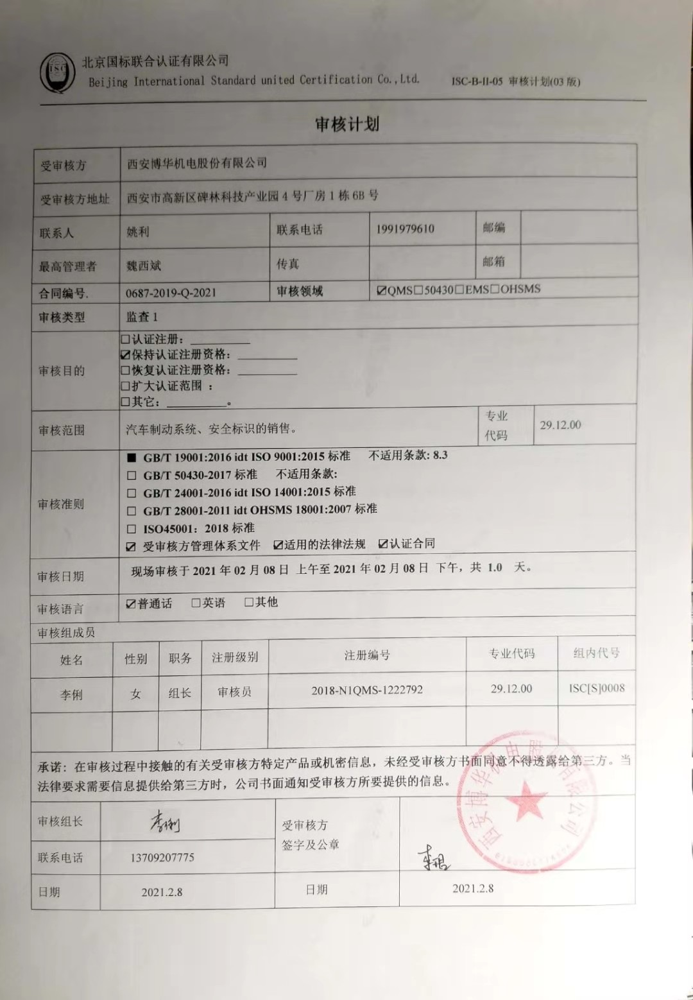 ISC
北京国标联合认证有限公司
Beijing International Standard united Certification Co.,Ltd.
ISC-B-II-05 审核计划(03 版)
审核计划
受审核方 西安博华机电股份有限公司
受审核方地址 西安市高新区碑林科技产业园 4 号厂房 1 栋 6B 号
联系人 姚利 联系电话 1991979610 邮编
最高管理者 魏西斌 传真 邮箱
合同编号. 0687-2019-Q-2021 审核领域 ☑QMS□50430□EMS□OHSMS
审核类型 监查 1
审核目的
□认证注册：__________
☑保持认证注册资格：__________
□恢复认证注册资格：__________
□扩大认证范围 ：
□其它：__________。
审核范围 汽车制动系统、安全标识的销售。 专业代码 29.12.00
审核准则
■ GB/T 19001:2016 idt ISO 9001:2015 标准 不适用条款: 8.3
□ GB/T 50430-2017 标准 不适用条款:
□ GB/T 24001-2016 idt ISO 14001:2015 标准
□ GB/T 28001-2011 idt OHSMS 18001:2007 标准
□ ISO45001：2018 标准
☑ 受审核方管理体系文件 ☑适用的法律法规 ☑认证合同
审核日期 现场审核于 2021 年 02 月 08 日 上午至 2021 年 02 月 08 日 下午，共 1.0 天。
审核语言 ☑普通话 □英语 □其他
审核组成员
姓名 性别 职务 注册级别 注册编号 专业代码 组内代号
李俐 女 组长 审核员 2018-N1QMS-1222792 29.12.00 ISC[S]0008
承诺：在审核过程中接触的有关受审核方特定产品或机密信息，未经受审核方书面同意不得透露给第三方。当
法律要求需要信息提供给第三方时，公司书面通知受审核方所要提供的信息。
审核组长 李俐 受审核方
签字及公章
西安博华机电股份有限公司
联系电话 13709207775
日期 2021.2.8 日期 2021.2.8